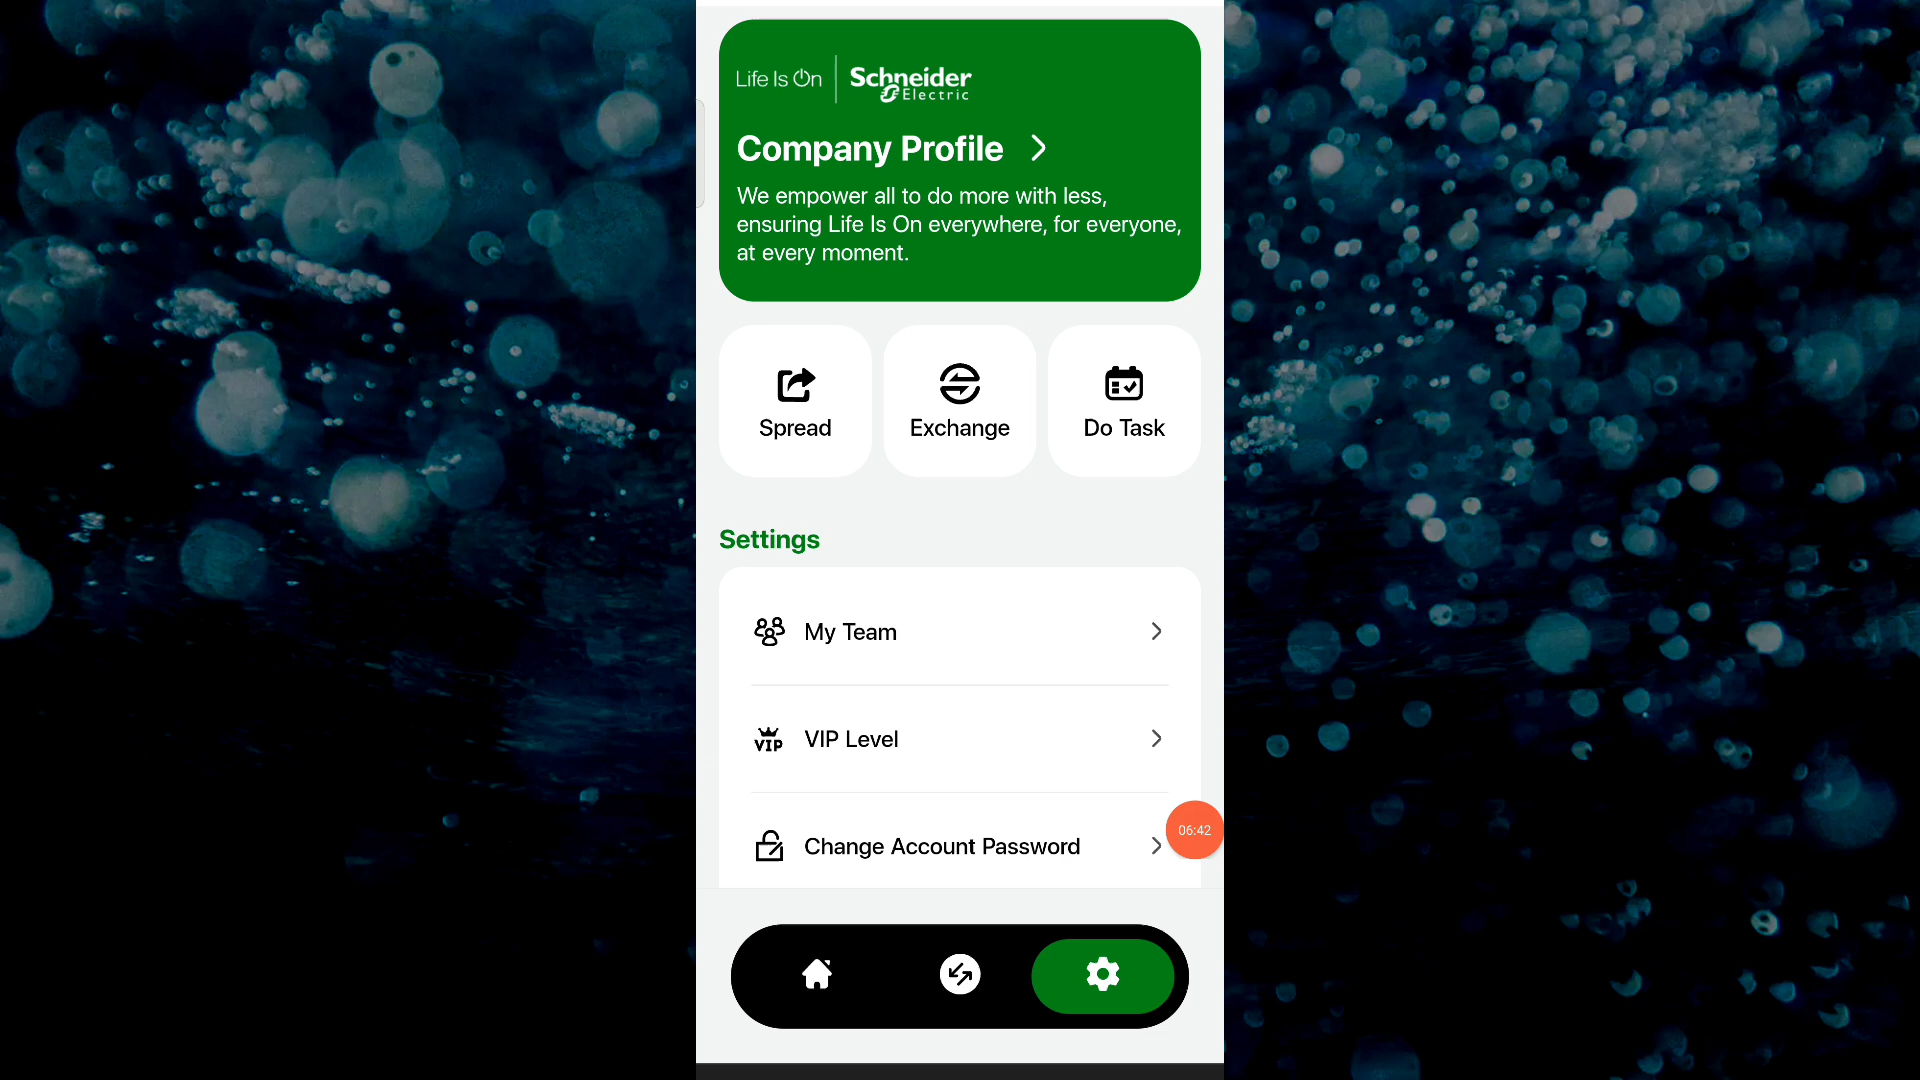 Life Is On
Schneider
Electric
Company Profile
We empower all to do more with less,
ensuring Life Is On everywhere, for everyone,
at every moment.
Spread
Exchange
Do Task
Settings
My Team
VIP
VIP Level
Change Account Password
06:42